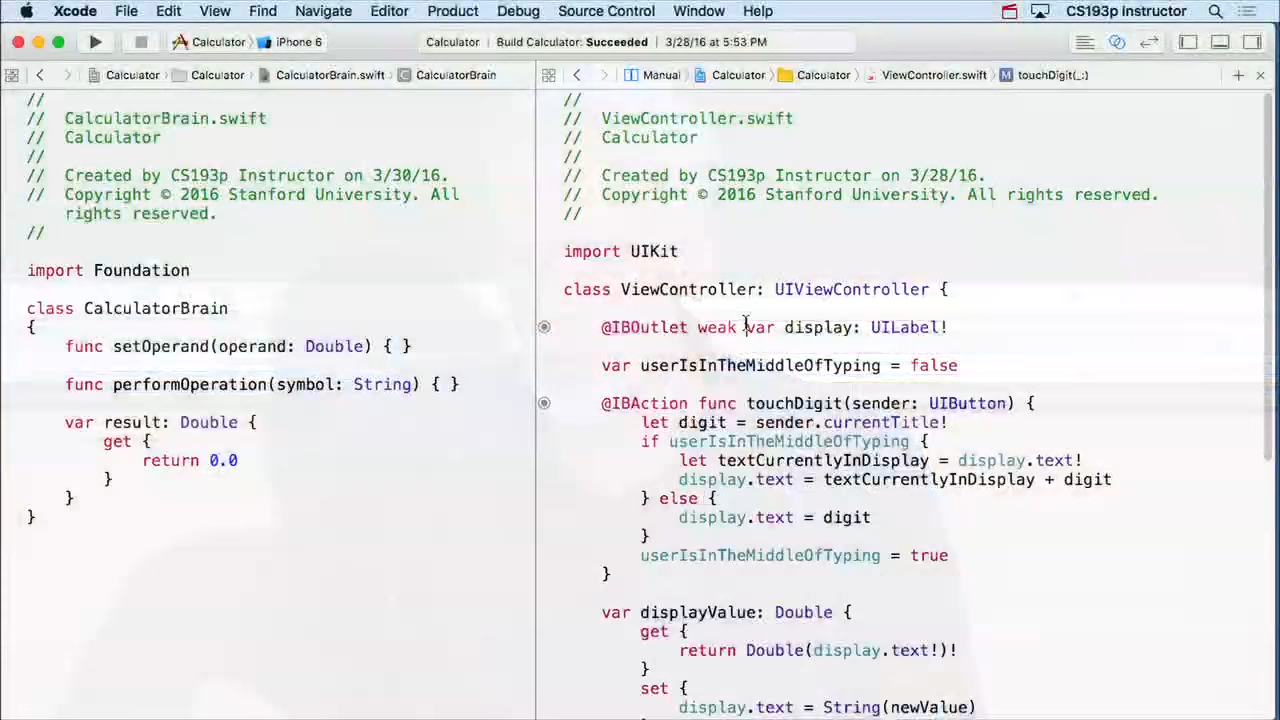 Xcode File Edit View Find Navigate Editor Product Debug Source Control Window Help CS193p Instructor
Calculator iPhone 6 Calculator Build Calculator: Succeeded 3/28/16 at 5:53 PM
Calculator Calculator CalculatorBrain.swift CalculatorBrain
//
// CalculatorBrain.swift
// Calculator
//
// Created by CS193p Instructor on 3/30/16.
// Copyright © 2016 Stanford University. All
rights reserved.
//
import Foundation
class CalculatorBrain
{
func setOperand(operand: Double) { }
func performOperation(symbol: String) { }
var result: Double {
get {
return 0.0
}
}
}
Manual Calculator Calculator ViewController.swift touchDigit(_:)
//
// ViewController.swift
// Calculator
//
// Created by CS193p Instructor on 3/28/16.
// Copyright © 2016 Stanford University. All rights reserved.
//
import UIKit
class ViewController: UIViewController {
@IBOutlet weak var display: UILabel!
var userIsInTheMiddleOfTyping = false
@IBAction func touchDigit(sender: UIButton) {
let digit = sender.currentTitle!
if userIsInTheMiddleOfTyping {
let textCurrentlyInDisplay = display.text!
display.text = textCurrentlyInDisplay + digit
} else {
display.text = digit
}
userIsInTheMiddleOfTyping = true
}
var displayValue: Double {
get {
return Double(display.text!)!
}
set {
display.text = String(newValue)